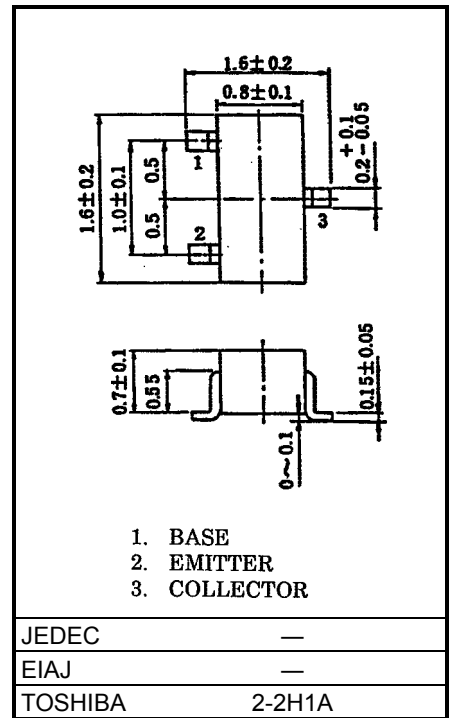 1.6±0.2
0.8±0.1
1
2
3
0.5
0.5
1.0±0.1
1.6±0.2
+0.1
0.2-0.05
0.7±0.1
0.55
0.15±0.05
0~0.1
1. BASE
2. EMITTER
3. COLLECTOR
JEDEC —
EIAJ —
TOSHIBA 2-2H1A